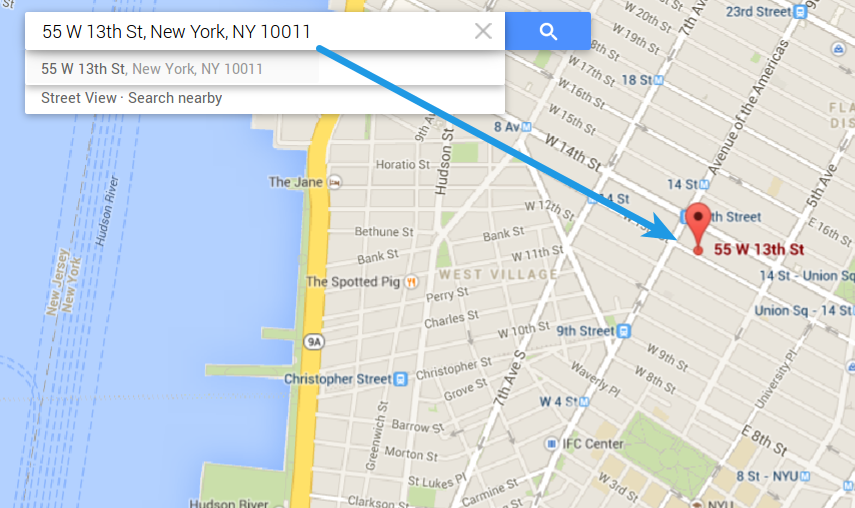 55 W 13th St, New York, NY 10011
55 W 13th St, New York, NY 10011
Street View · Search nearby
23rd Street
W 20th St
W 19th St
7th Ave
Avenue of the Americas
18 St
W 17th St
W 16th St
W 15th St
W 14th St
8 Av
9th Ave
Hudson St
Horatio St
The Jane
14 St
14 St
5th Ave
E 16th St
W 12th St
55 W 13th St
Hudson River
New Jersey
New York
Bethune St
Bank St
Bank St
W 11th St
WEST VILLAGE
The Spotted Pig
Perry St
Charles St
14 St - Union Sq
Union Sq - 14 St
9A
W 10th St
9th Street
W 9th St
W 8th St
Christopher Street
Christopher St
Grove St
Waverly Pl
University Pl
7th Ave S
W 4 St
Greenwich St
Barrow St
Morton St
IFC Center
E 8th St
St Lukes Pl
Carmine St
W 3rd St
8 St - NYU
NYU
Clarkson St
Hudson River